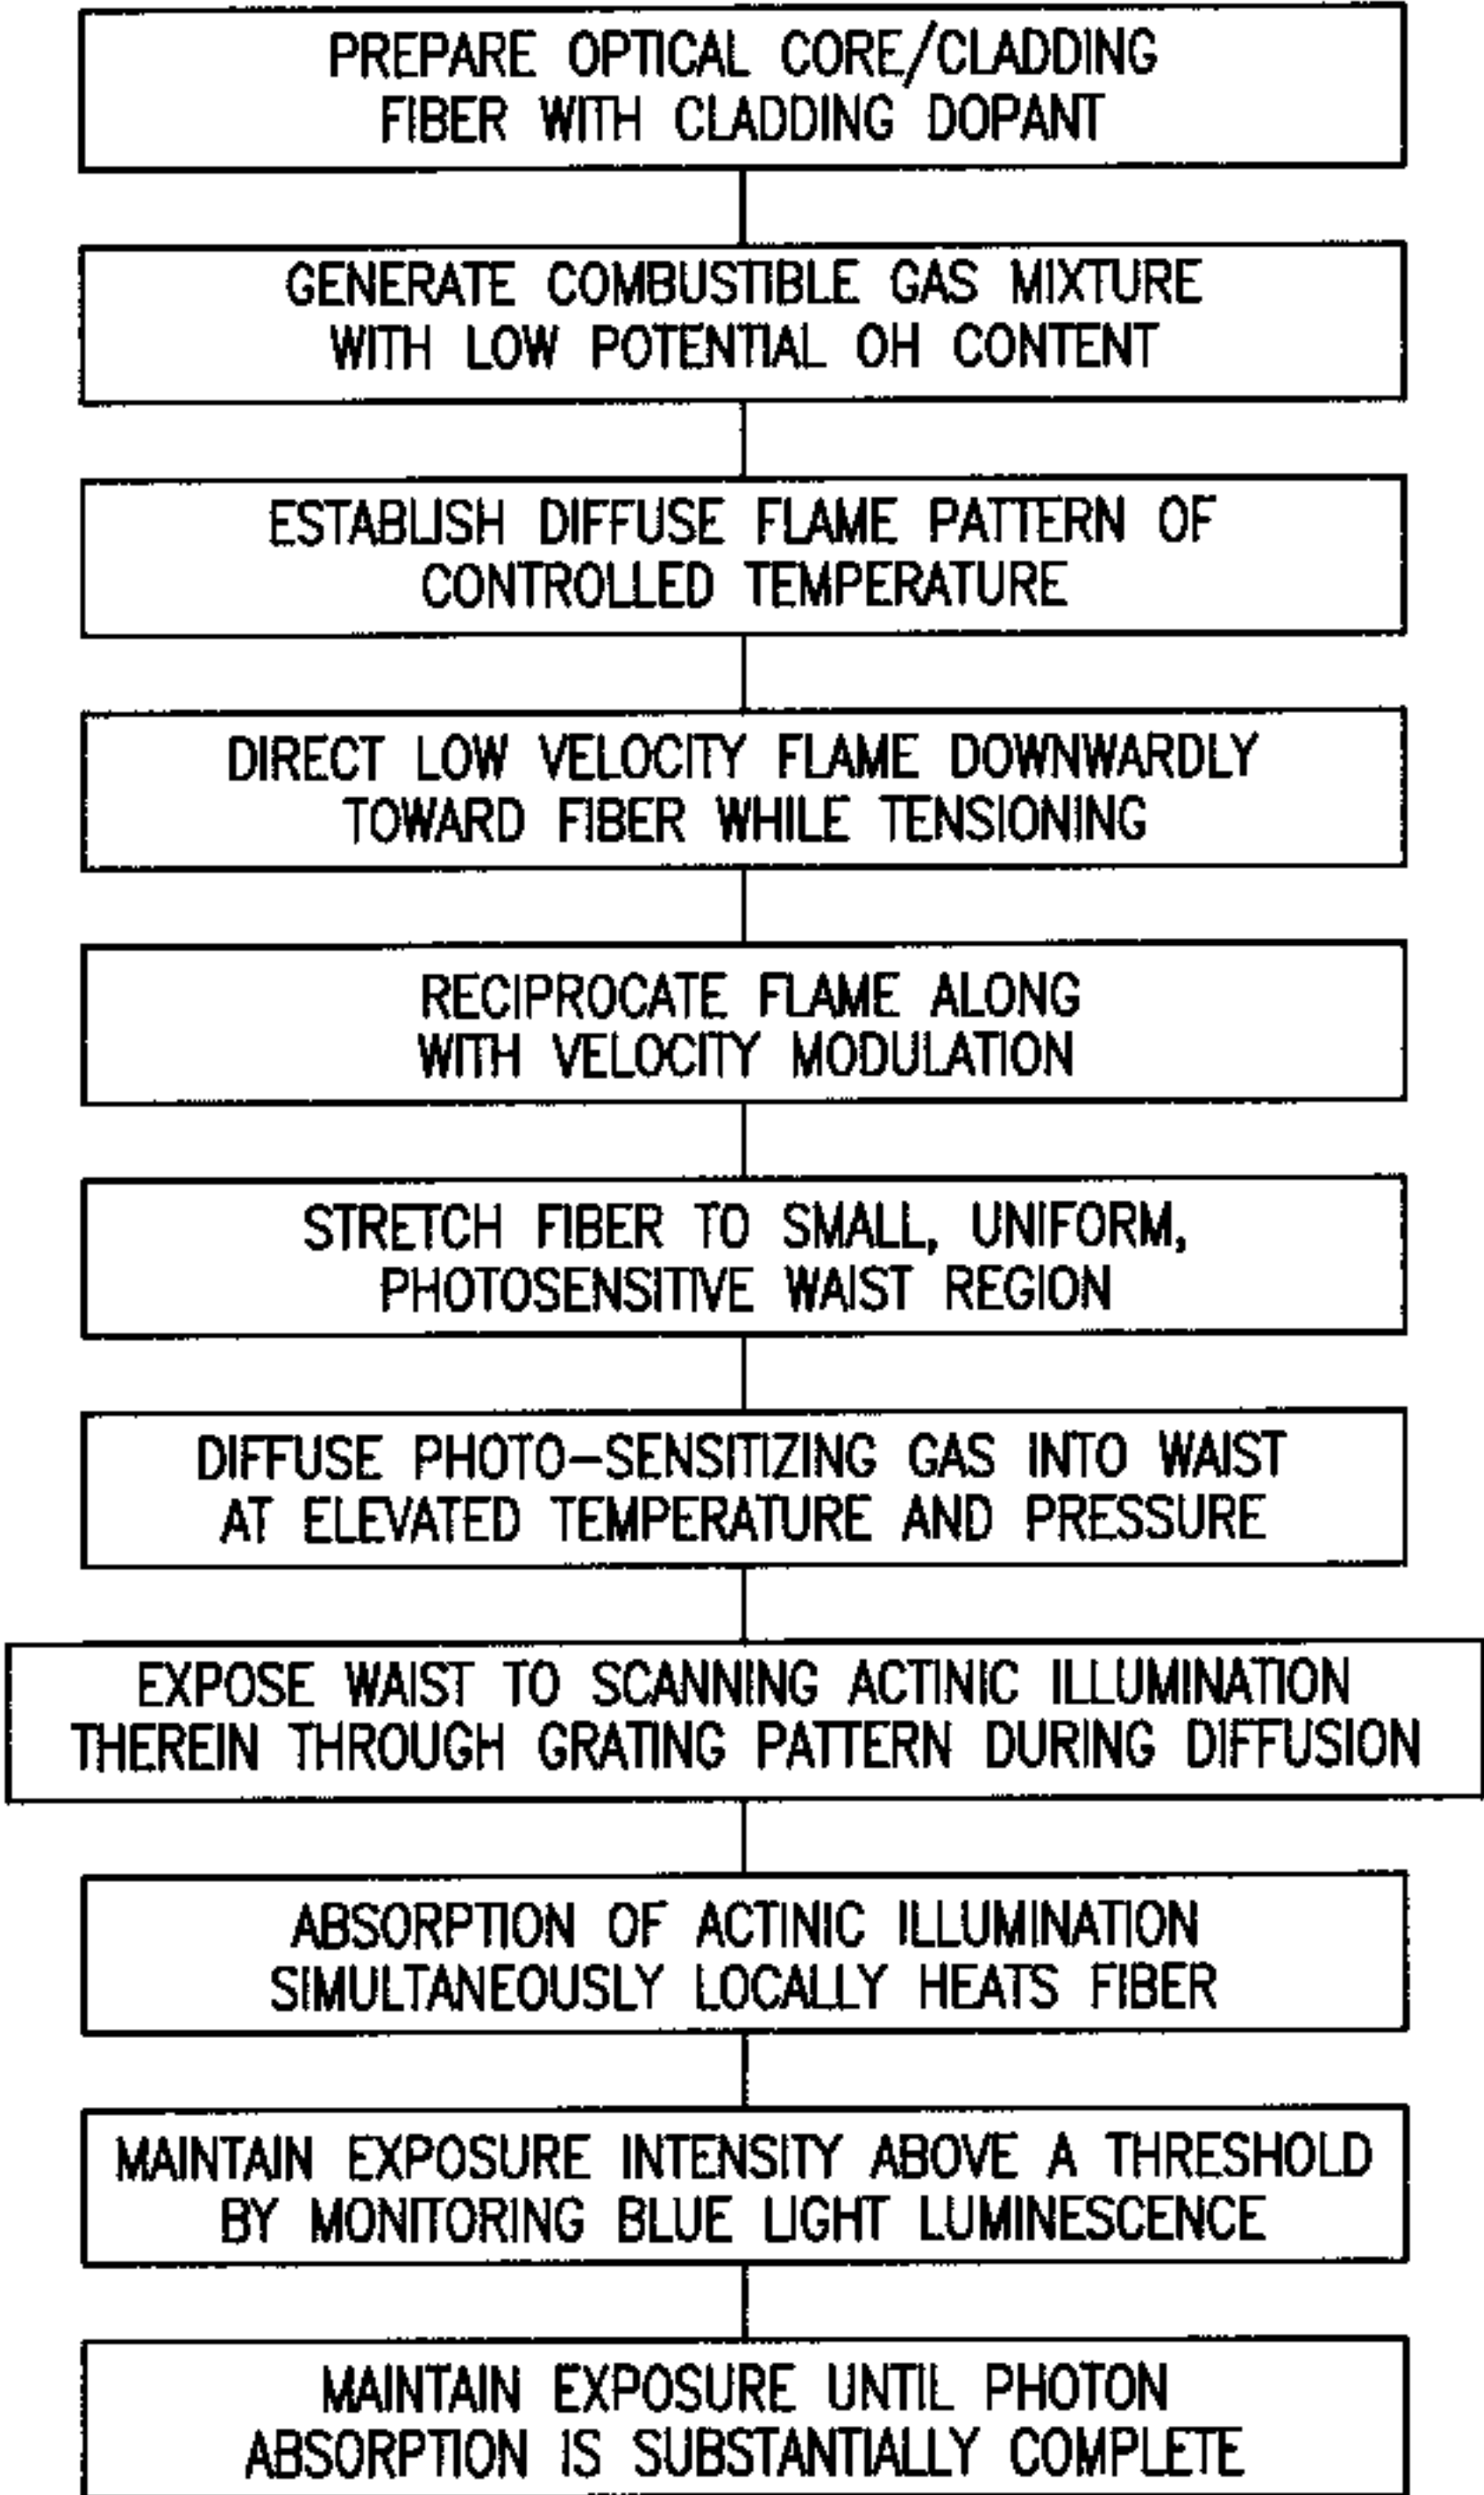 PREPARE OPTICAL CORE/CLADDING
FIBER WITH CLADDING DOPANT
GENERATE COMBUSTIBLE GAS MIXTURE
WITH LOW POTENTIAL OH CONTENT
ESTABLISH DIFFUSE FLAME PATTERN OF
CONTROLLED TEMPERATURE
DIRECT LOW VELOCITY FLAME DOWNWARDLY
TOWARD FIBER WHILE TENSIONING
RECIPROCATE FLAME ALONG
WITH VELOCITY MODULATION
STRETCH FIBER TO SMALL, UNIFORM,
PHOTOSENSITIVE WAIST REGION
DIFFUSE PHOTO-SENSITIZING GAS INTO WAIST
AT ELEVATED TEMPERATURE AND PRESSURE
EXPOSE WAIST TO SCANNING ACTINIC ILLUMINATION
THEREIN THROUGH GRATING PATTERN DURING DIFFUSION
ABSORPTION OF ACTINIC ILLUMINATION
SIMULTANEOUSLY LOCALLY HEATS FIBER
MAINTAIN EXPOSURE INTENSITY ABOVE A THRESHOLD
BY MONITORING BLUE LIGHT LUMINESCENCE
MAINTAIN EXPOSURE UNTIL PHOTON
ABSORPTION IS SUBSTANTIALLY COMPLETE